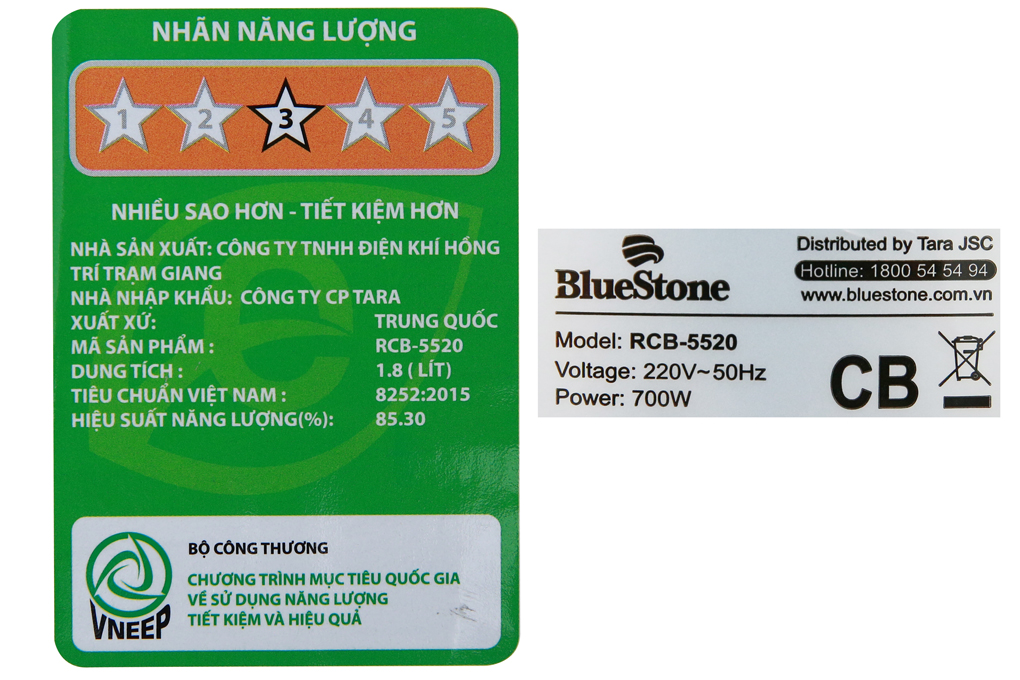 NHÃN NĂNG LƯỢNG
1 2 3 4 5
NHIỀU SAO HƠN - TIẾT KIỆM HƠN
NHÀ SẢN XUẤT: CÔNG TY TNHH ĐIỆN KHÍ HỒNG
TRÍ TRẠM GIANG
NHÀ NHẬP KHẨU: CÔNG TY CP TARA
XUẤT XỨ: TRUNG QUỐC
MÃ SẢN PHẨM : RCB-5520
DUNG TÍCH : 1.8 ( LÍT)
TIÊU CHUẨN VIỆT NAM : 8252:2015
HIỆU SUẤT NĂNG LƯỢNG(%): 85.30
VNEEP
BỘ CÔNG THƯƠNG
CHƯƠNG TRÌNH MỤC TIÊU QUỐC GIA
VỀ SỬ DỤNG NĂNG LƯỢNG
TIẾT KIỆM VÀ HIỆU QUẢ
BlueStone
Distributed by Tara JSC
Hotline: 1800 54 54 94
www.bluestone.com.vn
Model: RCB-5520
Voltage: 220V~50Hz
Power: 700W
CB